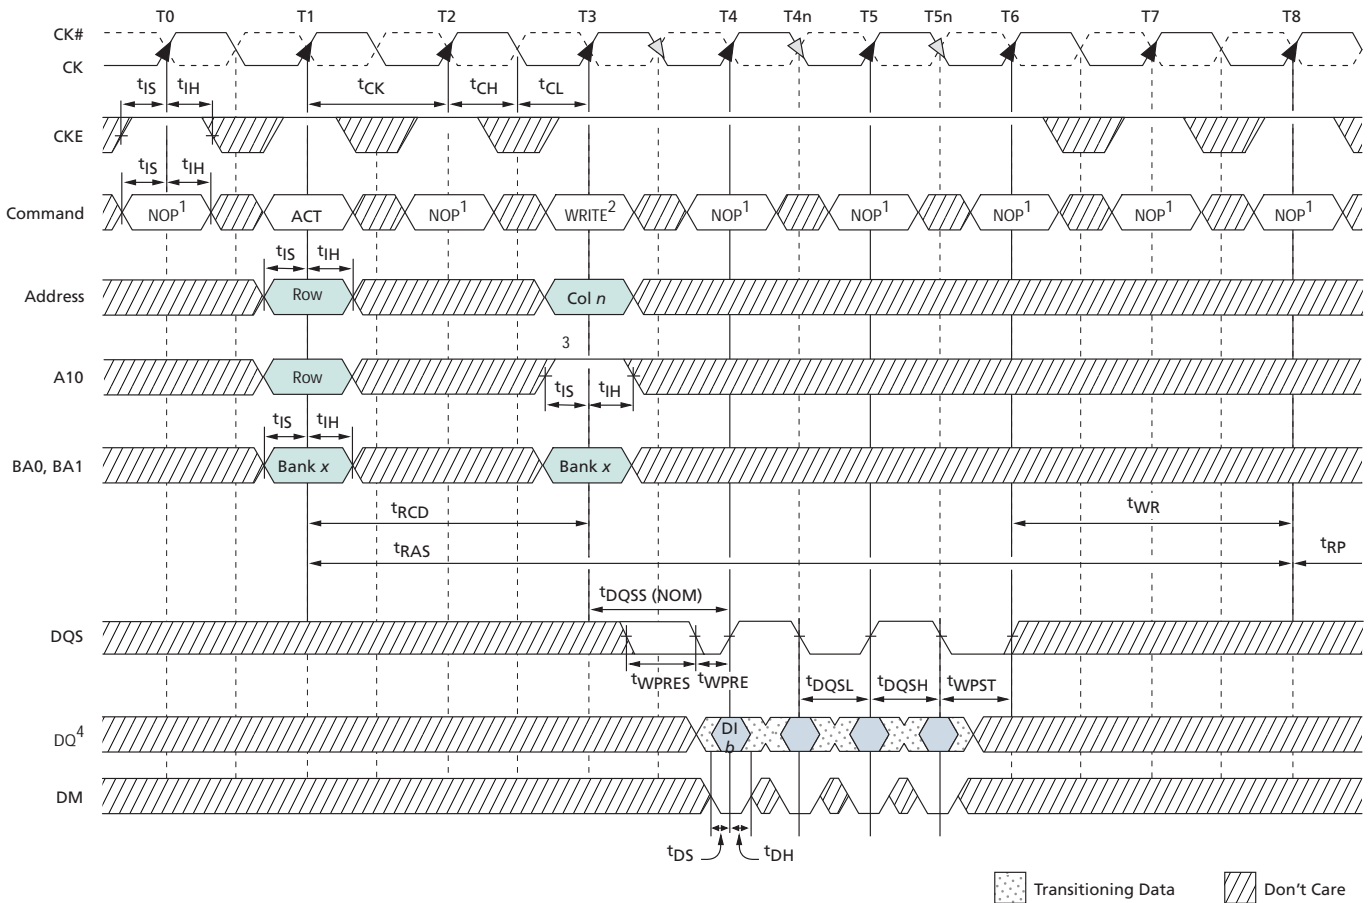 T0 T1 T2 T3 T4 T4n T5 T5n T6 T7 T8
CK#
CK
tIS tIH tCK tCH tCL
CKE
tIS tIH
Command NOP1 ACT NOP1 WRITE2 NOP1 NOP1 NOP1 NOP1 NOP1
tIS tIH
Address Row Col n
3
A10 Row
tIS tIH
tIS tIH
BA0, BA1 Bank x Bank x
tRCD tWR
tRAS tRP
tDQSS (NOM)
DQS
tWPRES tWPRE tDQSL tDQSH tWPST
DQ4 DI
b
DM
tDS tDH
Transitioning Data Don't Care